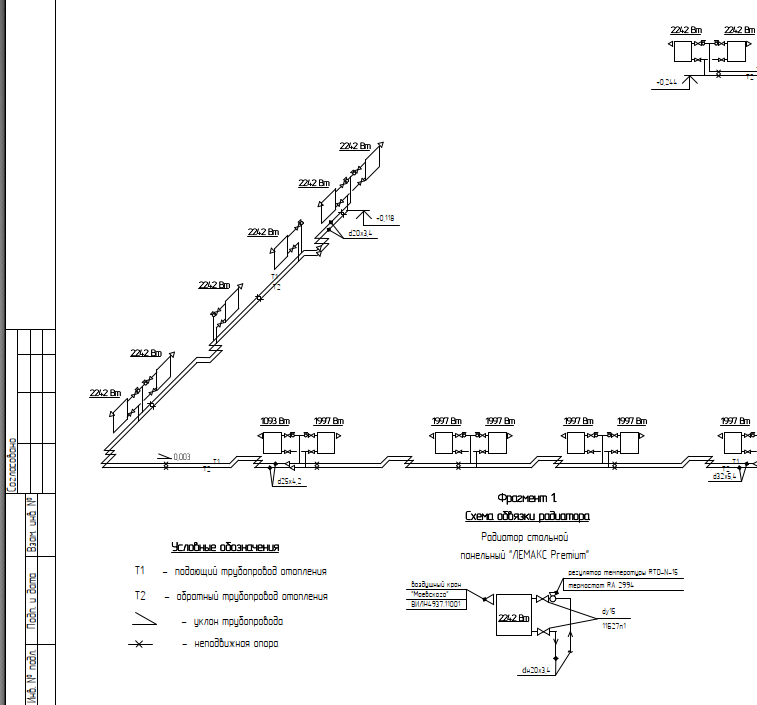 2242 Вт
2242 Вт
-0,244
Т2
2242 Вт
2242 Вт
-0,118
d20х3,4
2242 Вт
Т1
Т2
2242 Вт
2242 Вт
2242 Вт
0,003
Т1
Т2
1093 Вт
1997 Вт
d25х4,2
1997 Вт
1997 Вт
1997 Вт
1997 Вт
1997 Вт
Т1
Т2
d32х5,4
Фрагмент 1.
Схема обвязки радиатора
Радиатор стальной
панельный "ЛЕМАКС Premium"
воздушный кран
"Маевского"
ВИЛН4937.11001
2242 Вт
регулятор температуры RTD-N-15
термостат RA 2994
dу15
11Б27п1
dн20х3,4
Условные обозначения
Т1 – подающий трубопровод отопления
Т2 – обратный трубопровод отопления
– уклон трубопровода
– неподвижная опора
Согласовано
Взам. инв. №
Подп. и дата
Инв. № подл.